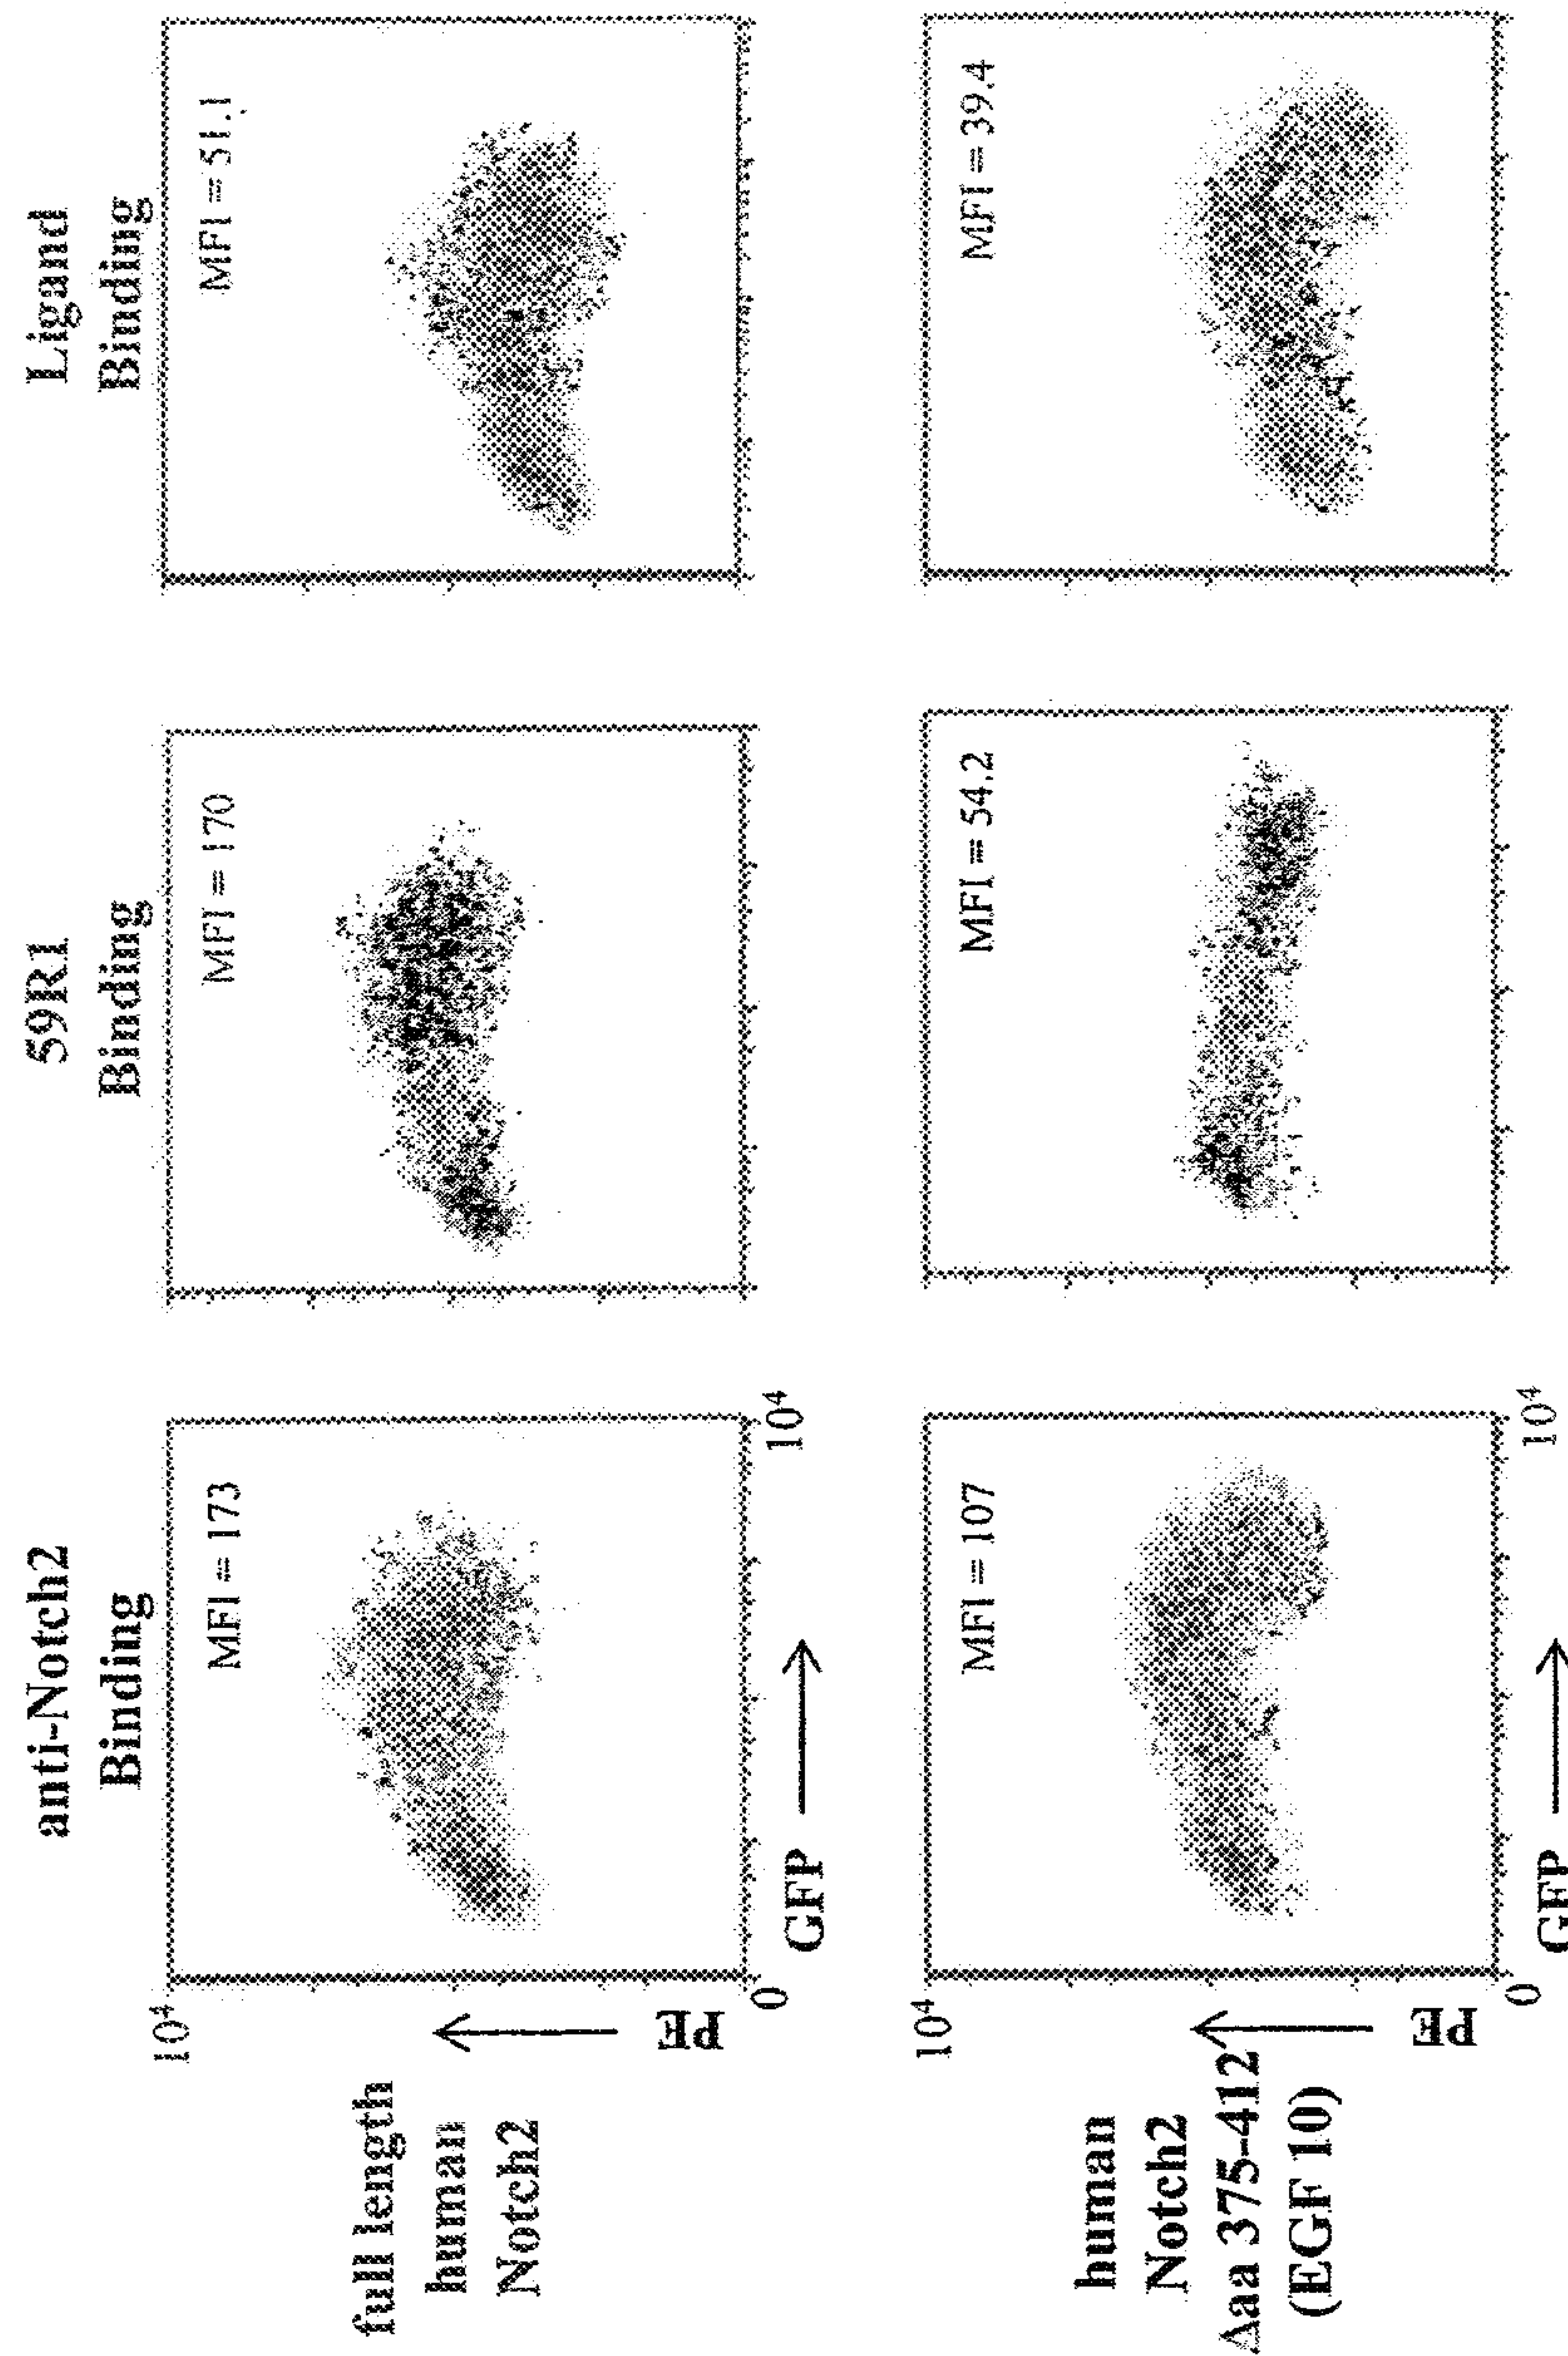 anti-Notch2
Binding
59R1
Binding
Ligand
Binding
full length
human
Notch2
10⁴
PE
0
MFI = 173
MFI = 170
MFI = 51.1
GFP
10⁴
human
Notch2
Δaa 375-412
(EGF 10)
10⁴
PE
0
MFI = 107
MFI = 54.2
MFI = 39.4
GFP
10⁴